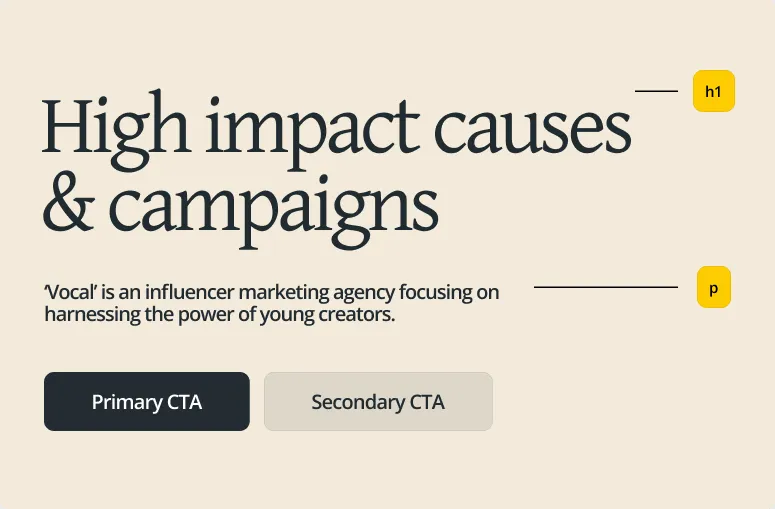 High impact causes
h1
& campaigns
‘Vocal’ is an influencer marketing agency focusing on
p
harnessing the power of young creators.
Primary CTA
Secondary CTA